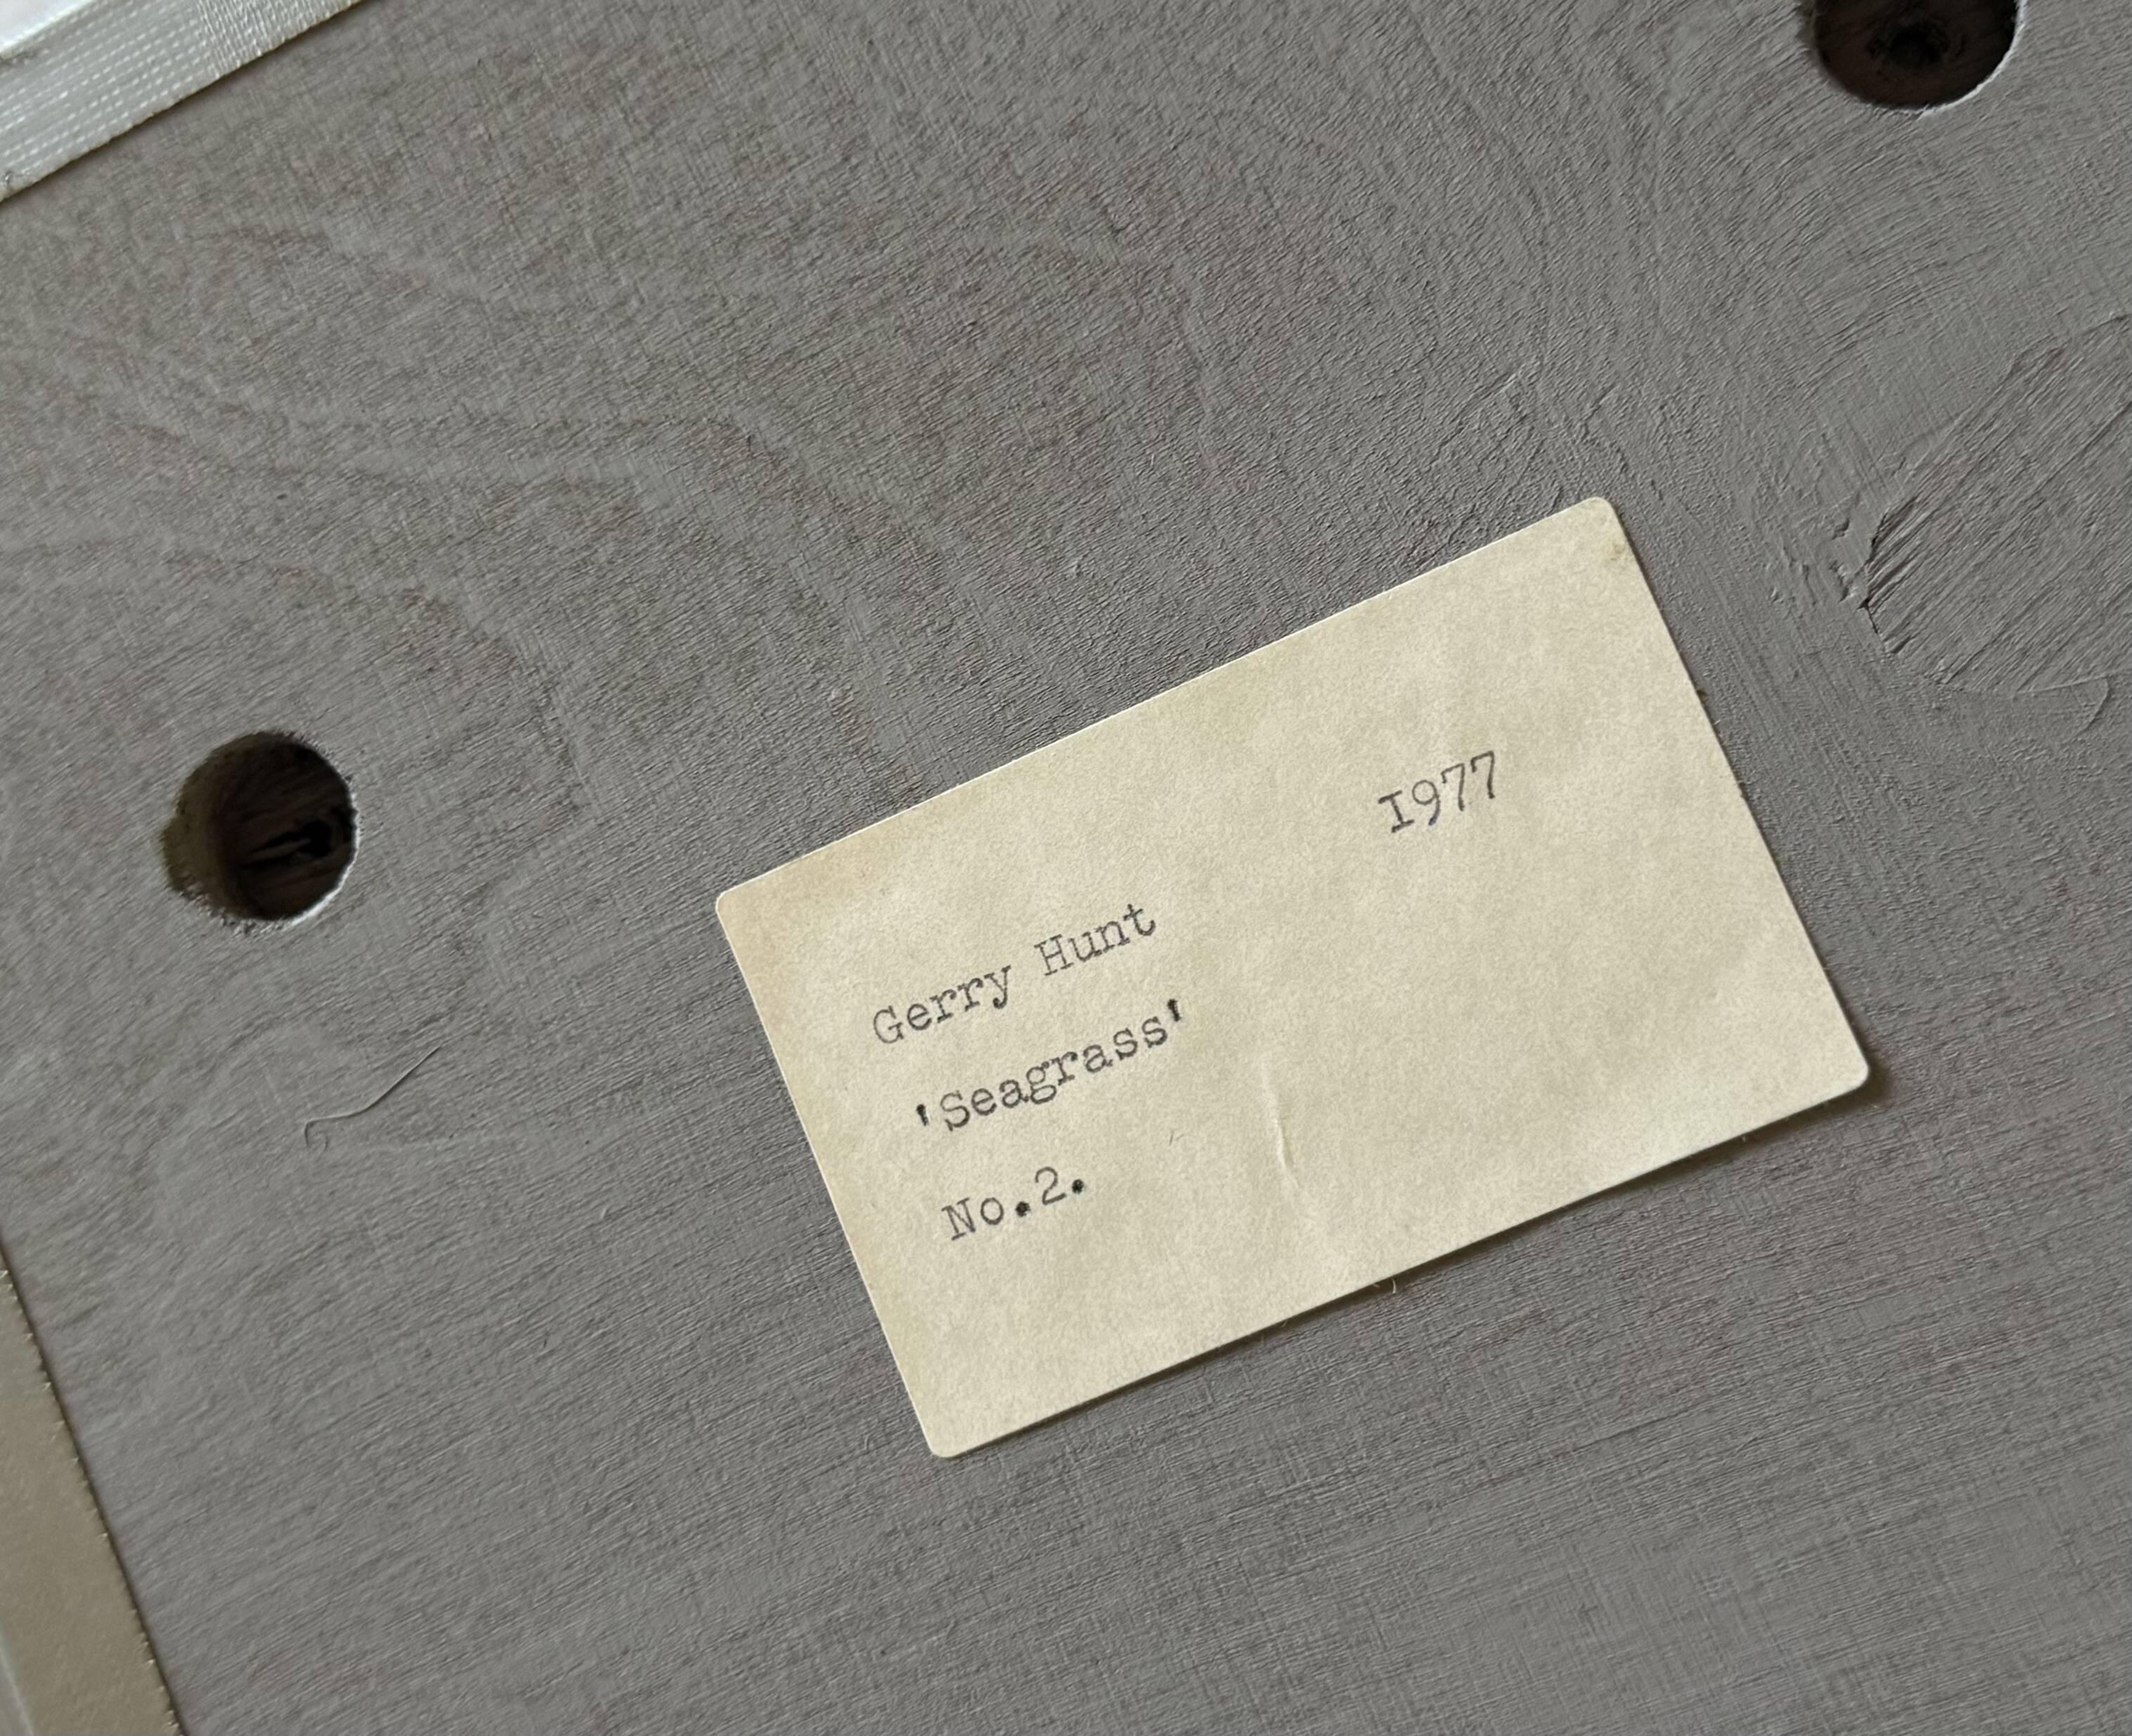 I977
Gerry Hunt
'Seagrass'
No.2.